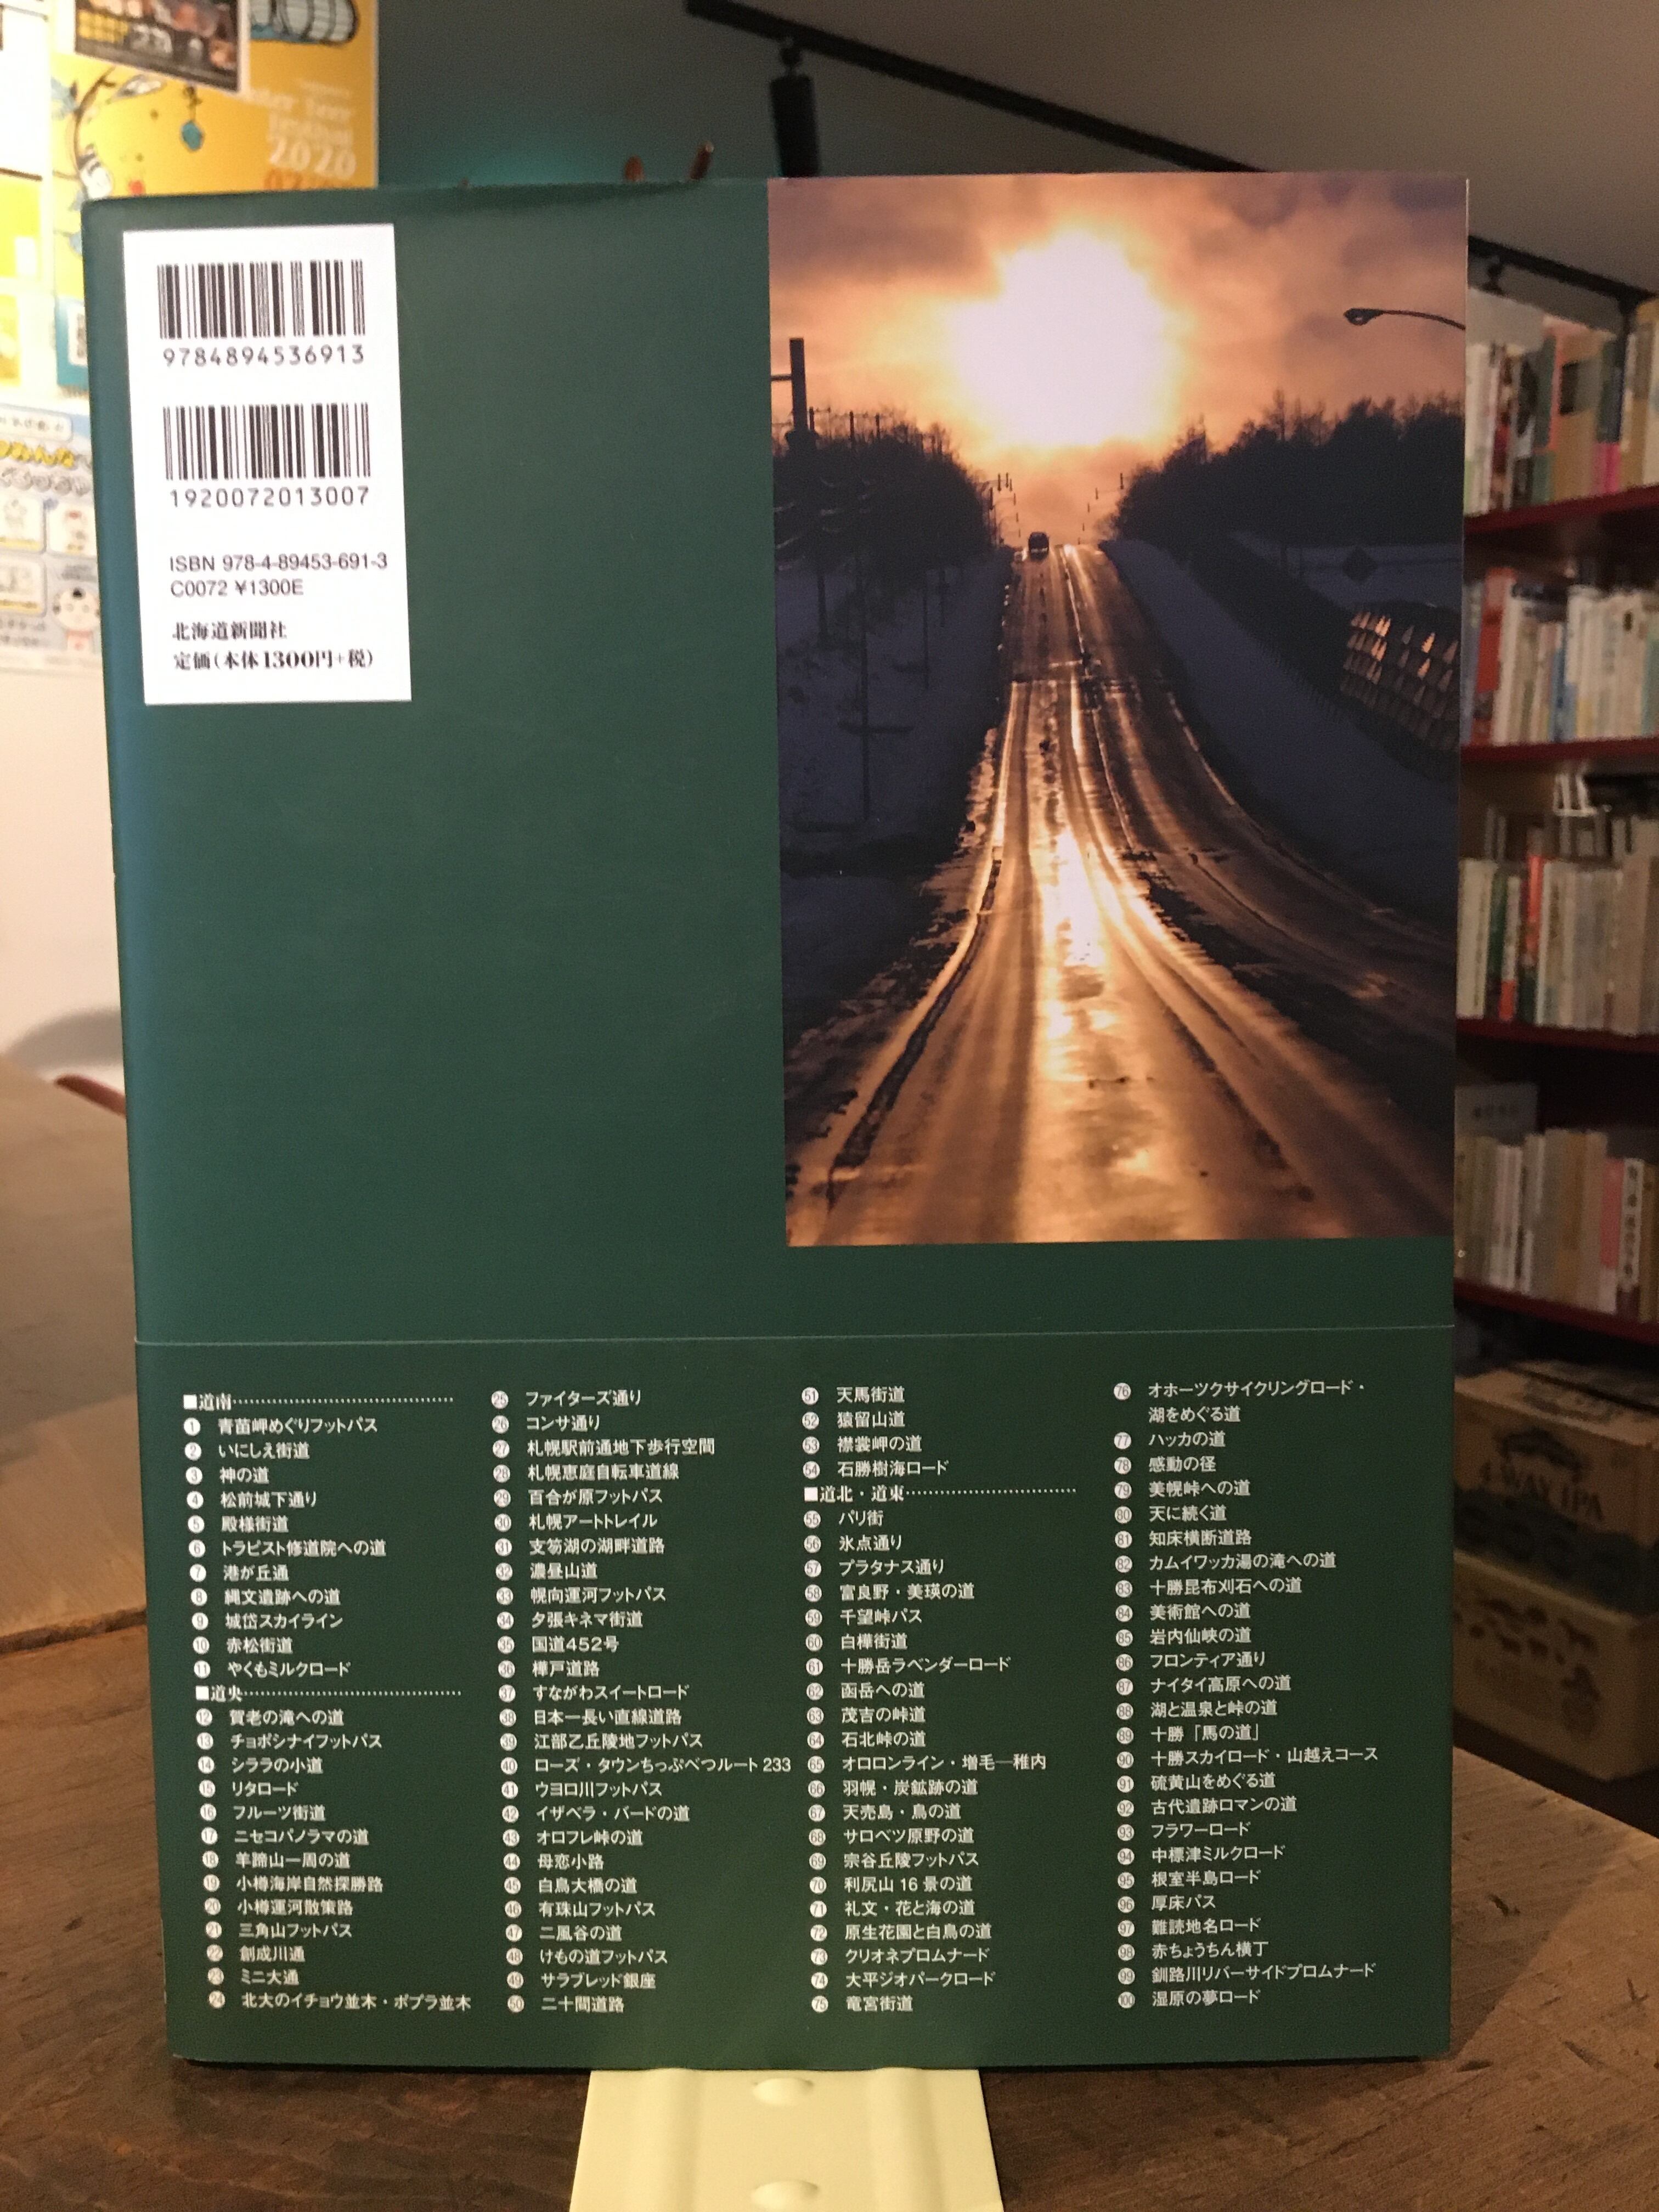 2020
9784894536913
1920072013007
ISBN 978-4-89453-691-3
C0072 ¥1300E
北海道新聞社
定価(本体1300円+税)
■道南
1 青苗岬めぐりフットパス
2 いにしえ街道
3 神の道
4 松前城下通り
5 殿様街道
6 トラピスト修道院への道
7 港が丘通
8 縄文遺跡への道
9 城岱スカイライン
10 赤松街道
11 やくもミルクロード
■道央
12 賀老の滝への道
13 チョポシナイフットパス
14 シララの小道
15 リタロード
16 フルーツ街道
17 ニセコパノラマの道
18 羊蹄山一周の道
19 小樽海岸自然探勝路
20 小樽運河散策路
21 三角山フットパス
22 創成川通
23 ミニ大通
24 北大のイチョウ並木・ポプラ並木
25 ファイターズ通り
26 コンサ通り
27 札幌駅前通地下歩行空間
28 札幌恵庭自転車道線
29 百合が原フットパス
30 札幌アートトレイル
31 支笏湖の湖畔道路
32 濃昼山道
33 幌向運河フットパス
34 夕張キネマ街道
35 国道452号
36 樺戸道路
37 すながわスイートロード
38 日本一長い直線道路
39 江部乙丘陵地フットパス
40 ローズ・タウンちっぷべつルート233
41 ウヨロ川フットパス
42 イザベラ・バードの道
43 オロフレ峠の道
44 母恋小路
45 白鳥大橋の道
46 有珠山フットパス
47 二風谷の道
48 けもの道フットパス
49 サラブレッド銀座
50 二十間道路
51 天馬街道
52 猿留山道
53 襟裳岬の道
54 石勝樹海ロード
■道北・道東
55 パリ街
56 氷点通り
57 プラタナス通り
58 富良野・美瑛の道
59 千望峠パス
60 白樺街道
61 十勝岳ラベンダーロード
62 函岳への道
63 茂吉の峠道
64 石北峠の道
65 オロロンライン・増毛―稚内
66 羽幌・炭鉱跡の道
67 天売島・鳥の道
68 サロベツ原野の道
69 宗谷丘陵フットパス
70 利尻山16景の道
71 礼文・花と海の道
72 原生花園と白鳥の道
73 クリオネプロムナード
74 大平ジオパークロード
75 竜宮街道
76 オホーツクサイクリングロード・
湖をめぐる道
77 ハッカの道
78 感動の径
79 美幌峠への道
80 天に続く道
81 知床横断道路
82 カムイワッカ湯の滝への道
83 十勝昆布刈石への道
84 美術館への道
85 岩内仙峡の道
86 フロンティア通り
87 ナイタイ高原への道
88 湖と温泉と峠の道
89 十勝「馬の道」
90 十勝スカイロード・山越えコース
91 硫黄山をめぐる道
92 古代遺跡ロマンの道
93 フラワーロード
94 中標津ミルクロード
95 根室半島ロード
96 厚床パス
97 難読地名ロード
98 赤ちょうちん横丁
99 釧路川リバーサイドプロムナード
100 湿原の夢ロード
4-WAY IPA